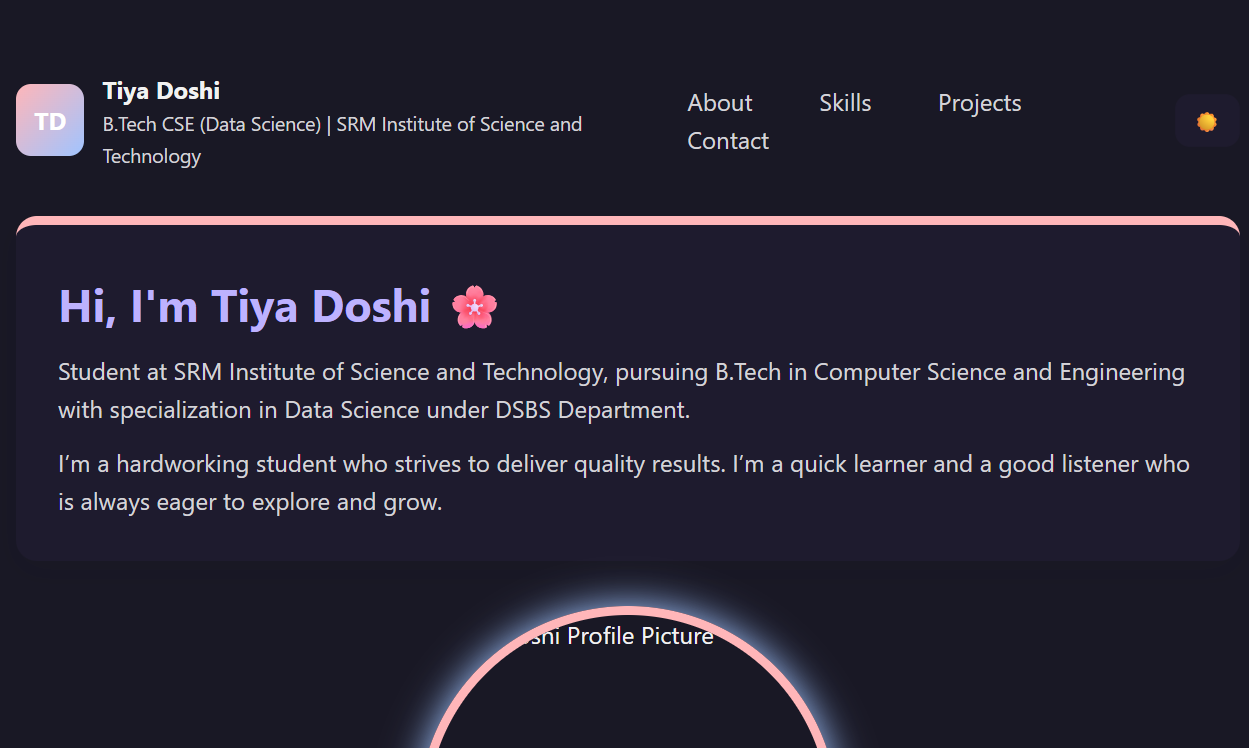 TD
Tiya Doshi
B.Tech CSE (Data Science) | SRM Institute of Science and
Technology
About Skills Projects
Contact
Hi, I'm Tiya Doshi 🌸
Student at SRM Institute of Science and Technology, pursuing B.Tech in Computer Science and Engineering
with specialization in Data Science under DSBS Department.
I’m a hardworking student who strives to deliver quality results. I’m a quick learner and a good listener who
is always eager to explore and grow.
Profile Picture